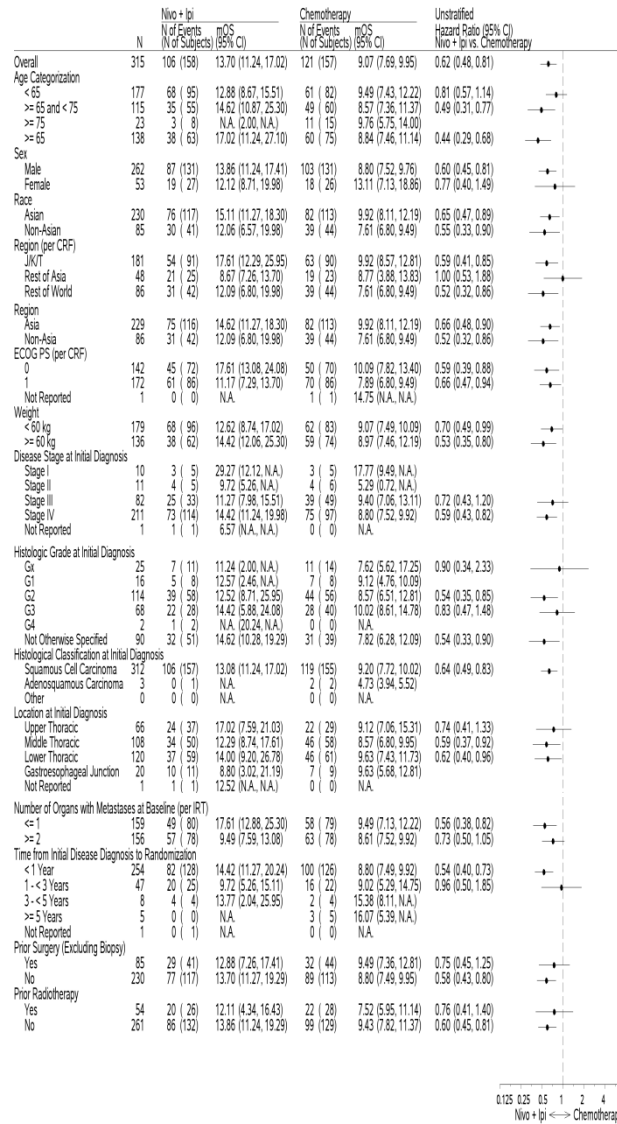 Nivo + Ipi Chemotherapy Unstratified
N of Events mOS N of Events mOS Hazard Ratio (95% CI)
N (N of Subjects) (95% CI) (N of Subjects) (95% CI) Nivo + Ipi vs. Chemotherapy
Overall 315 106 (158) 13.70 (11.24, 17.02) 121 (157) 9.07 (7.69, 9.95) 0.62 (0.48, 0.81)
Age Categorization
< 65 177 68 (95) 12.88 (8.67, 15.51) 61 (82) 9.49 (7.43, 12.22) 0.81 (0.57, 1.14)
>= 65 and < 75 115 35 (55) 14.62 (10.87, 25.30) 49 (60) 8.57 (7.36, 11.37) 0.49 (0.31, 0.77)
>= 75 23 3 (8) N.A. (2.00, N.A.) 11 (15) 9.76 (5.75, 14.00)
>= 65 138 38 (63) 17.02 (11.24, 27.10) 60 (75) 8.84 (7.46, 11.14) 0.44 (0.29, 0.68)
Sex
Male 262 87 (131) 13.86 (11.24, 17.41) 103 (131) 8.80 (7.52, 9.76) 0.60 (0.45, 0.81)
Female 53 19 (27) 12.12 (8.71, 19.98) 18 (26) 13.11 (7.13, 18.86) 0.77 (0.40, 1.49)
Race
Asian 230 76 (117) 15.11 (11.27, 18.30) 82 (113) 9.92 (8.11, 12.19) 0.65 (0.47, 0.89)
Non-Asian 85 30 (41) 12.06 (6.57, 19.98) 39 (44) 7.61 (6.80, 9.49) 0.55 (0.33, 0.90)
Region (per CRF)
J/K/T 181 54 (91) 17.61 (12.29, 25.95) 63 (90) 9.92 (8.57, 12.81) 0.59 (0.41, 0.85)
Rest of Asia 48 21 (25) 8.67 (7.26, 13.70) 19 (23) 8.77 (3.88, 13.83) 1.00 (0.53, 1.88)
Rest of World 86 31 (42) 12.09 (6.80, 19.98) 39 (44) 7.61 (6.80, 9.49) 0.52 (0.32, 0.86)
Region
Asia 229 75 (116) 14.62 (11.27, 18.30) 82 (113) 9.92 (8.11, 12.19) 0.66 (0.48, 0.90)
Non-Asia 86 31 (42) 12.09 (6.80, 19.98) 39 (44) 7.61 (6.80, 9.49) 0.52 (0.32, 0.86)
ECOG PS (per CRF)
0 142 45 (72) 17.61 (13.08, 24.08) 50 (70) 10.09 (7.82, 13.40) 0.59 (0.39, 0.88)
1 172 61 (86) 11.17 (7.29, 13.70) 70 (86) 7.89 (6.80, 9.49) 0.66 (0.47, 0.94)
Not Reported 1 0 (0) N.A. 1 (1) 14.75 (N.A., N.A.)
Weight
< 60 kg 179 68 (96) 12.62 (8.74, 17.02) 62 (83) 9.07 (7.49, 10.09) 0.70 (0.49, 0.99)
>= 60 kg 136 38 (62) 14.42 (12.06, 25.30) 59 (74) 8.97 (7.46, 12.19) 0.53 (0.35, 0.80)
Disease Stage at Initial Diagnosis
Stage I 10 3 (5) 29.27 (12.12, N.A.) 3 (5) 17.77 (9.49, N.A.)
Stage II 11 4 (5) 9.72 (5.26, N.A.) 4 (6) 5.29 (0.72, N.A.)
Stage III 82 25 (33) 11.27 (7.98, 15.51) 39 (49) 9.40 (7.06, 13.11) 0.72 (0.43, 1.20)
Stage IV 211 73 (114) 14.42 (11.24, 19.98) 75 (97) 8.80 (7.52, 9.92) 0.59 (0.43, 0.82)
Not Reported 1 1 (1) 6.57 (N.A., N.A.) 0 (0) N.A.
Histologic Grade at Initial Diagnosis
Gx 25 7 (11) 11.24 (2.00, N.A.) 11 (14) 7.62 (5.62, 17.25) 0.90 (0.34, 2.33)
G1 16 5 (8) 12.57 (2.46, N.A.) 7 (8) 9.12 (4.76, 10.09)
G2 114 39 (58) 12.52 (8.71, 25.95) 44 (56) 8.57 (6.51, 12.81) 0.54 (0.35, 0.85)
G3 68 22 (28) 14.42 (5.88, 24.08) 28 (40) 10.02 (8.61, 14.78) 0.83 (0.47, 1.48)
G4 2 1 (2) N.A. (20.24, N.A.) 0 (0) N.A.
Not Otherwise Specified 90 32 (51) 14.62 (10.28, 19.29) 31 (39) 7.82 (6.28, 12.09) 0.54 (0.33, 0.90)
Histological Classification at Initial Diagnosis
Squamous Cell Carcinoma 312 106 (157) 13.08 (11.24, 17.02) 119 (155) 9.20 (7.72, 10.02) 0.64 (0.49, 0.83)
Adenosquamous Carcinoma 3 0 (1) N.A. 2 (2) 4.73 (3.94, 5.52)
Other 0 0 (0) N.A. 0 (0) N.A.
Location at Initial Diagnosis
Upper Thoracic 66 24 (37) 17.02 (7.59, 21.03) 22 (29) 9.12 (7.06, 15.31) 0.74 (0.41, 1.33)
Middle Thoracic 108 34 (50) 12.29 (8.74, 17.61) 46 (58) 8.57 (6.80, 9.95) 0.59 (0.37, 0.92)
Lower Thoracic 120 37 (59) 14.00 (9.20, 26.78) 46 (61) 9.63 (7.43, 11.73) 0.62 (0.40, 0.96)
Gastroesophageal Junction 20 10 (11) 8.80 (3.02, 21.19) 7 (9) 9.63 (5.68, 12.81)
Not Reported 1 1 (1) 12.52 (N.A., N.A.) 0 (0) N.A.
Number of Organs with Metastases at Baseline (per IRT)
<= 1 159 49 (80) 17.61 (12.88, 25.30) 58 (79) 9.49 (7.13, 12.22) 0.56 (0.38, 0.82)
>= 2 156 57 (78) 9.49 (7.59, 13.08) 63 (78) 8.61 (7.52, 9.92) 0.73 (0.50, 1.05)
Time from Initial Disease Diagnosis to Randomization
< 1 Year 254 82 (128) 14.42 (11.27, 20.24) 100 (126) 8.80 (7.49, 9.92) 0.54 (0.40, 0.73)
1 - < 3 Years 47 20 (25) 9.72 (5.26, 15.11) 16 (22) 9.02 (5.29, 14.75) 0.96 (0.50, 1.85)
3 - < 5 Years 8 4 (4) 13.77 (2.04, 25.95) 2 (4) 15.38 (8.11, N.A.)
>= 5 Years 5 0 (0) N.A. 3 (5) 16.07 (5.39, N.A.)
Not Reported 1 0 (1) N.A. 0 (0) N.A.
Prior Surgery (Excluding Biopsy)
Yes 85 29 (41) 12.88 (7.26, 17.41) 32 (44) 9.49 (7.36, 12.81) 0.75 (0.45, 1.25)
No 230 77 (117) 13.70 (11.27, 19.29) 89 (113) 8.80 (7.49, 9.95) 0.58 (0.43, 0.80)
Prior Radiotherapy
Yes 54 20 (26) 12.11 (4.34, 16.43) 22 (28) 7.52 (5.95, 11.14) 0.76 (0.41, 1.40)
No 261 86 (132) 13.86 (11.24, 19.29) 99 (129) 9.43 (7.82, 11.37) 0.60 (0.45, 0.81)
0.125 0.25 0.5 1 2 4
Nivo + Ipi <--> Chemotherap